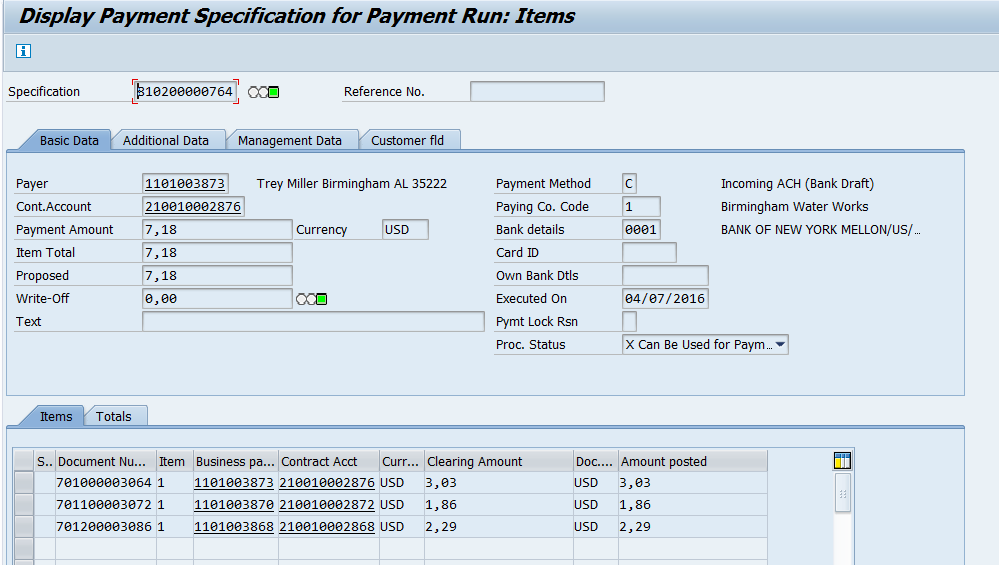 Display Payment Specification for Payment Run: Items
Specification 810200000764 Reference No.
Basic Data Additional Data Management Data Customer fld
Payer 1101003873 Trey Miller Birmingham AL 35222 Payment Method C Incoming ACH (Bank Draft)
Cont.Account 210010002876 Paying Co. Code 1 Birmingham Water Works
Payment Amount 7,18 Currency USD Bank details 0001 BANK OF NEW YORK MELLON/US/...
Item Total 7,18 Card ID
Proposed 7,18 Own Bank Dtls
Write-Off 0,00 Executed On 04/07/2016
Text Pymt Lock Rsn
Proc. Status X Can Be Used for Paym...
Items Totals
S.. Document Nu... Item Business pa... Contract Acct Curr... Clearing Amount Doc.... Amount posted
701000003064 1 1101003873 210010002876 USD 3,03 USD 3,03
701100003072 1 1101003870 210010002872 USD 1,86 USD 1,86
701200003086 1 1101003868 210010002868 USD 2,29 USD 2,29